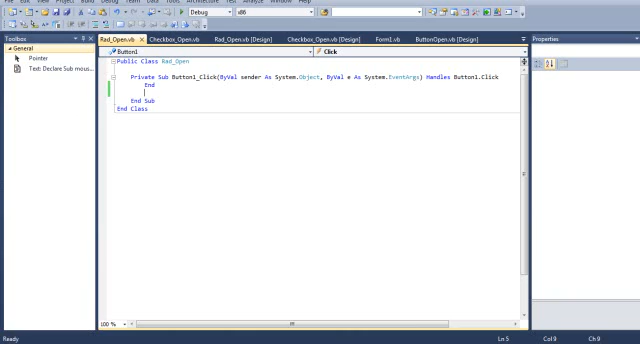 File Edit View Project Build Debug Team Data Tools Architecture Test Analyze Window Help
Debug x86
Toolbox
General
Pointer
Text: Declare Sub mous...
Rad_Open.vb Checkbox_Open.vb Rad_Open.vb [Design] Checkbox_Open.vb [Design] Form1.vb ButtonOpen.vb [Design]
Properties
Button1 Click
Public Class Rad_Open
Private Sub Button1_Click(ByVal sender As System.Object, ByVal e As System.EventArgs) Handles Button1.Click
End
End Sub
End Class
100 %
Ready Ln 5 Col 9 Ch 9